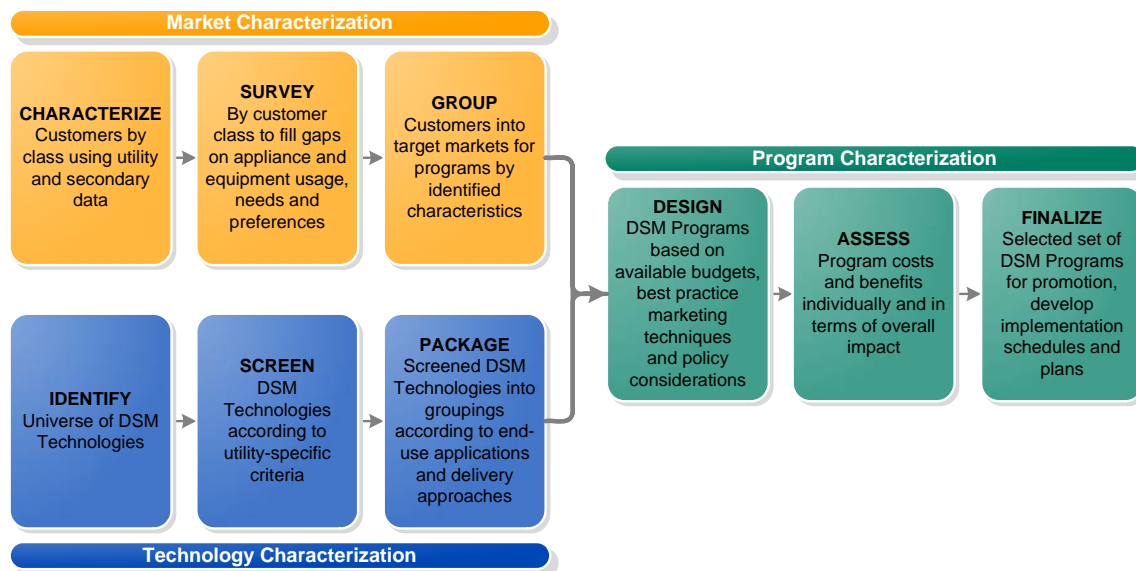 Market Characterization
CHARACTERIZE
Customers by
class using utility
and secondary
data
SURVEY
By customer
class to fill gaps
on appliance and
equipment usage,
needs and
preferences
GROUP
Customers into
target markets for
programs by
identified
characteristics
Program Characterization
DESIGN
DSM Programs
based on
available budgets,
best practice
marketing
techniques
and policy
considerations
ASSESS
Program costs
and benefits
individually and in
terms of overall
impact
FINALIZE
Selected set of
DSM Programs
for promotion,
develop
implementation
schedules and
plans
IDENTIFY
Universe of DSM
Technologies
SCREEN
DSM
Technologies
according to
utility-specific
criteria
PACKAGE
Screened DSM
Technologies into
groupings
according to end-
use applications
and delivery
approaches
Technology Characterization